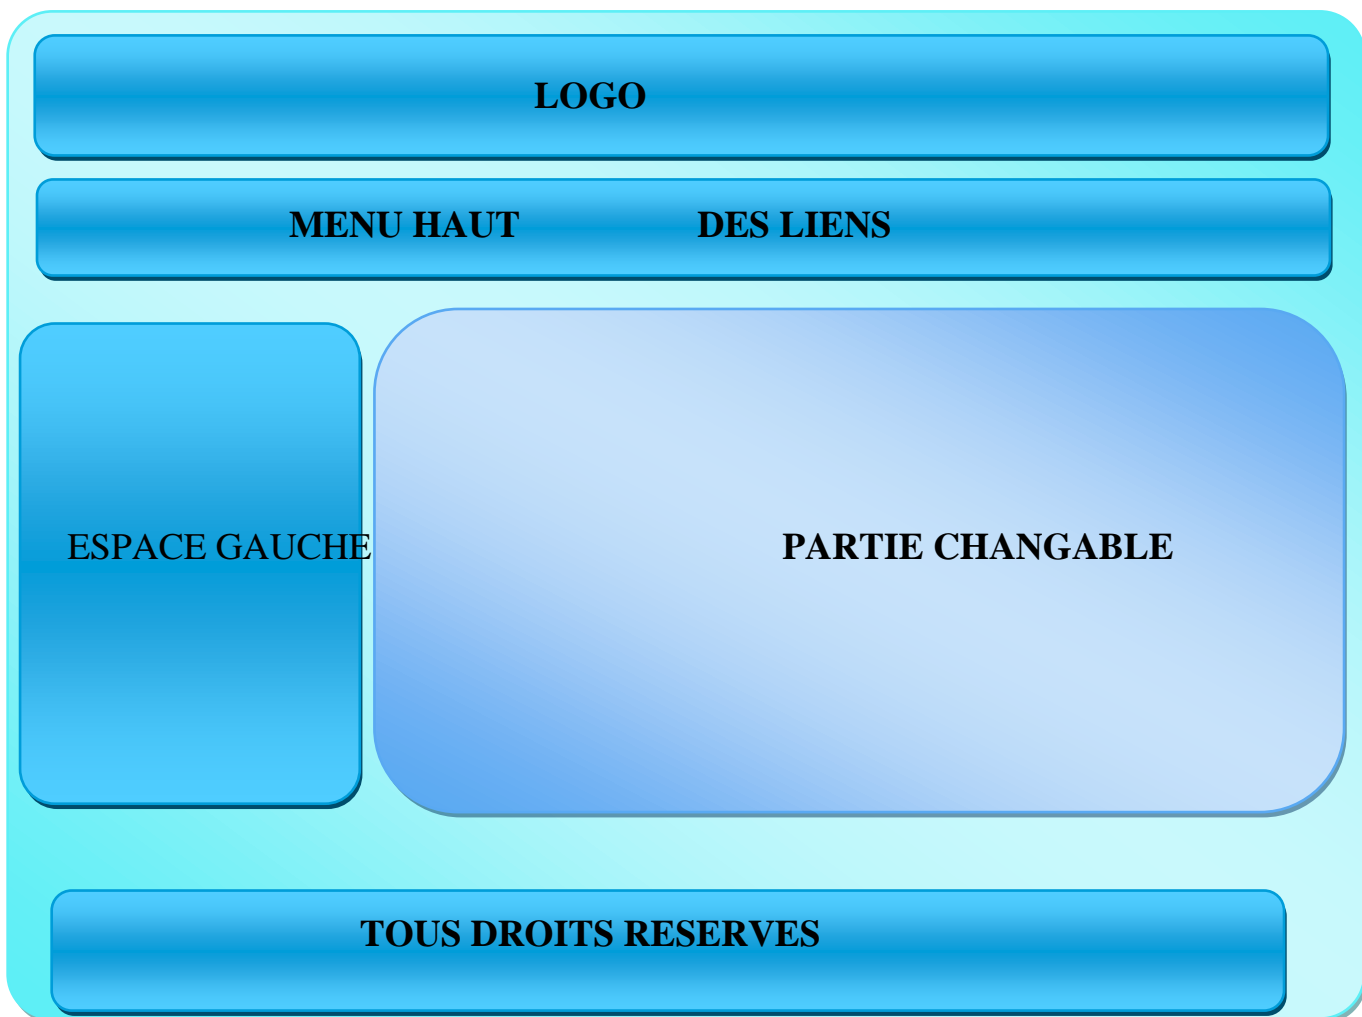 LOGO
MENU HAUT DES LIENS
ESPACE GAUCHE PARTIE CHANGABLE
TOUS DROITS RESERVES